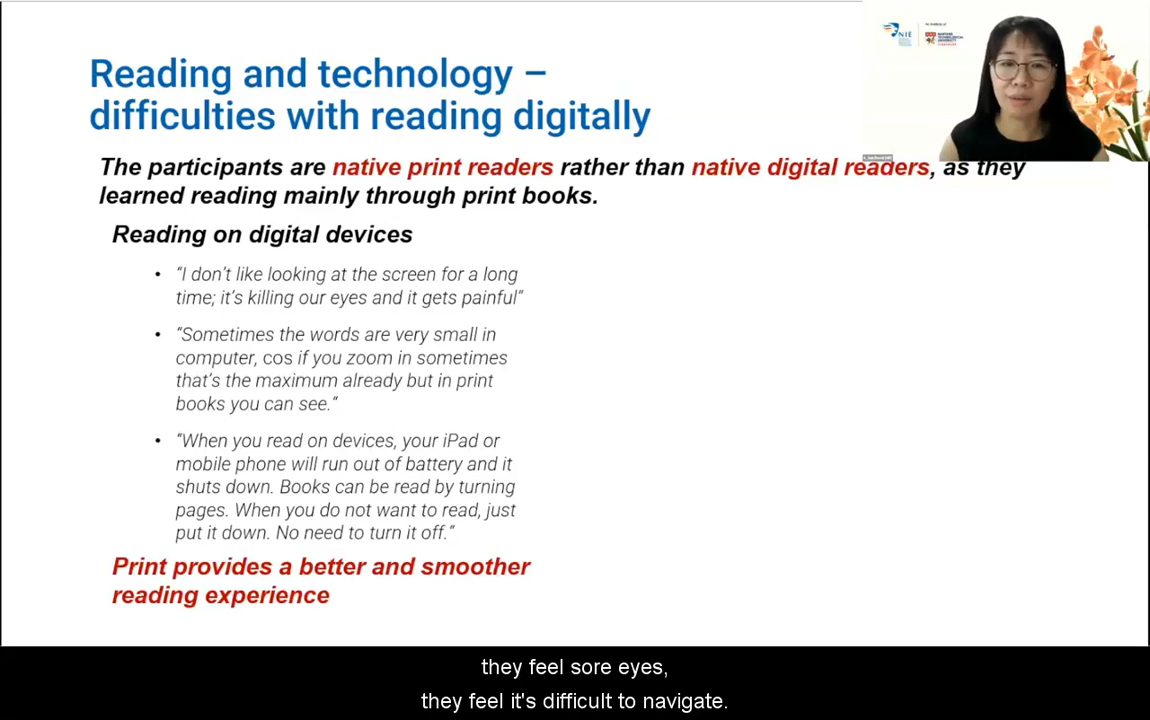 NIE
Reading and technology –
difficulties with reading digitally
The participants are native print readers rather than native digital readers, as they
learned reading mainly through print books.
Reading on digital devices
• “I don’t like looking at the screen for a long
time; it’s killing our eyes and it gets painful”
• “Sometimes the words are very small in
computer, cos if you zoom in sometimes
that’s the maximum already but in print
books you can see.”
• “When you read on devices, your iPad or
mobile phone will run out of battery and it
shuts down. Books can be read by turning
pages. When you do not want to read, just
put it down. No need to turn it off.”
Print provides a better and smoother
reading experience
they feel sore eyes,
they feel it's difficult to navigate.